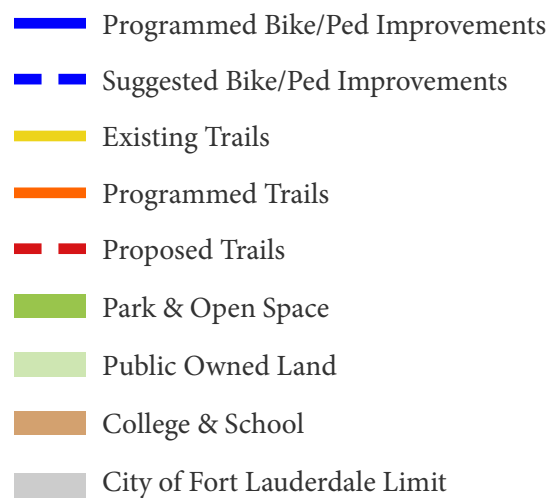 Programmed Bike/Ped Improvements
Suggested Bike/Ped Improvements
Existing Trails
Programmed Trails
Proposed Trails
Park & Open Space
Public Owned Land
College & School
City of Fort Lauderdale Limit